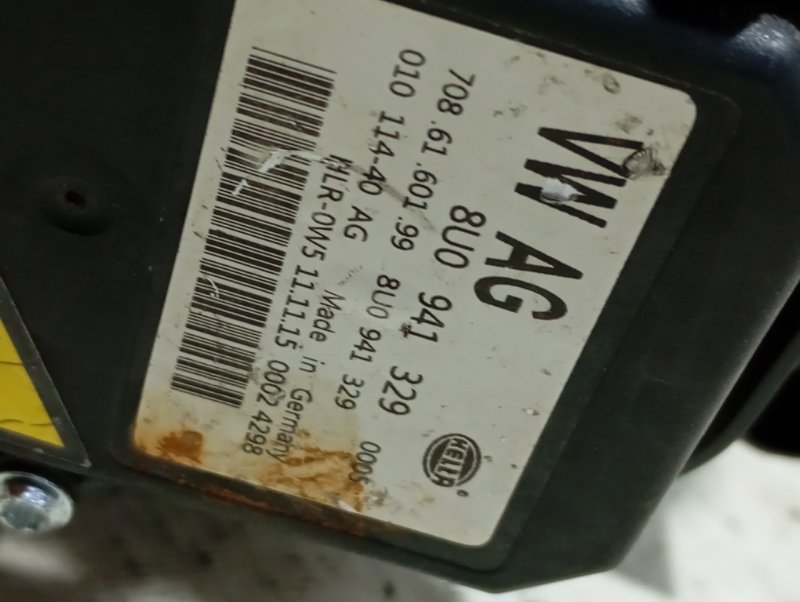 VW AG
8U0 941 329
708.61.601.99 8U0 941 329 0005
010 114-40 AG Made in Germany
HLR-0W5 11.11.15 0002 4298
HELLA